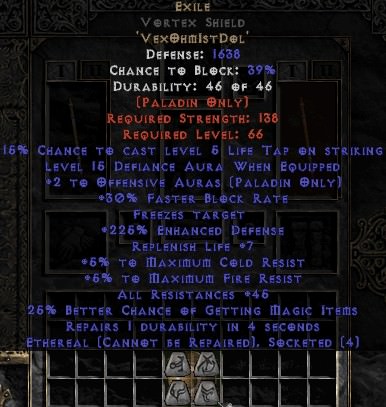 Exile
Vortex Shield
'VexOhmIstDol'
Defense: 1638
Chance to Block: 39%
Durability: 46 of 46
(Paladin Only)
Required Strength: 138
Required Level: 66
15% Chance to cast level 5 Life Tap on striking
Level 15 Defiance Aura When Equipped
+2 to Offensive Auras (Paladin Only)
+30% Faster Block Rate
Freezes target
+225% Enhanced Defense
Replenish Life +7
+5% to Maximum Cold Resist
+5% to Maximum Fire Resist
All Resistances +45
25% Better Chance of Getting Magic Items
Repairs 1 durability in 4 seconds
Ethereal (Cannot be Repaired), Socketed (4)